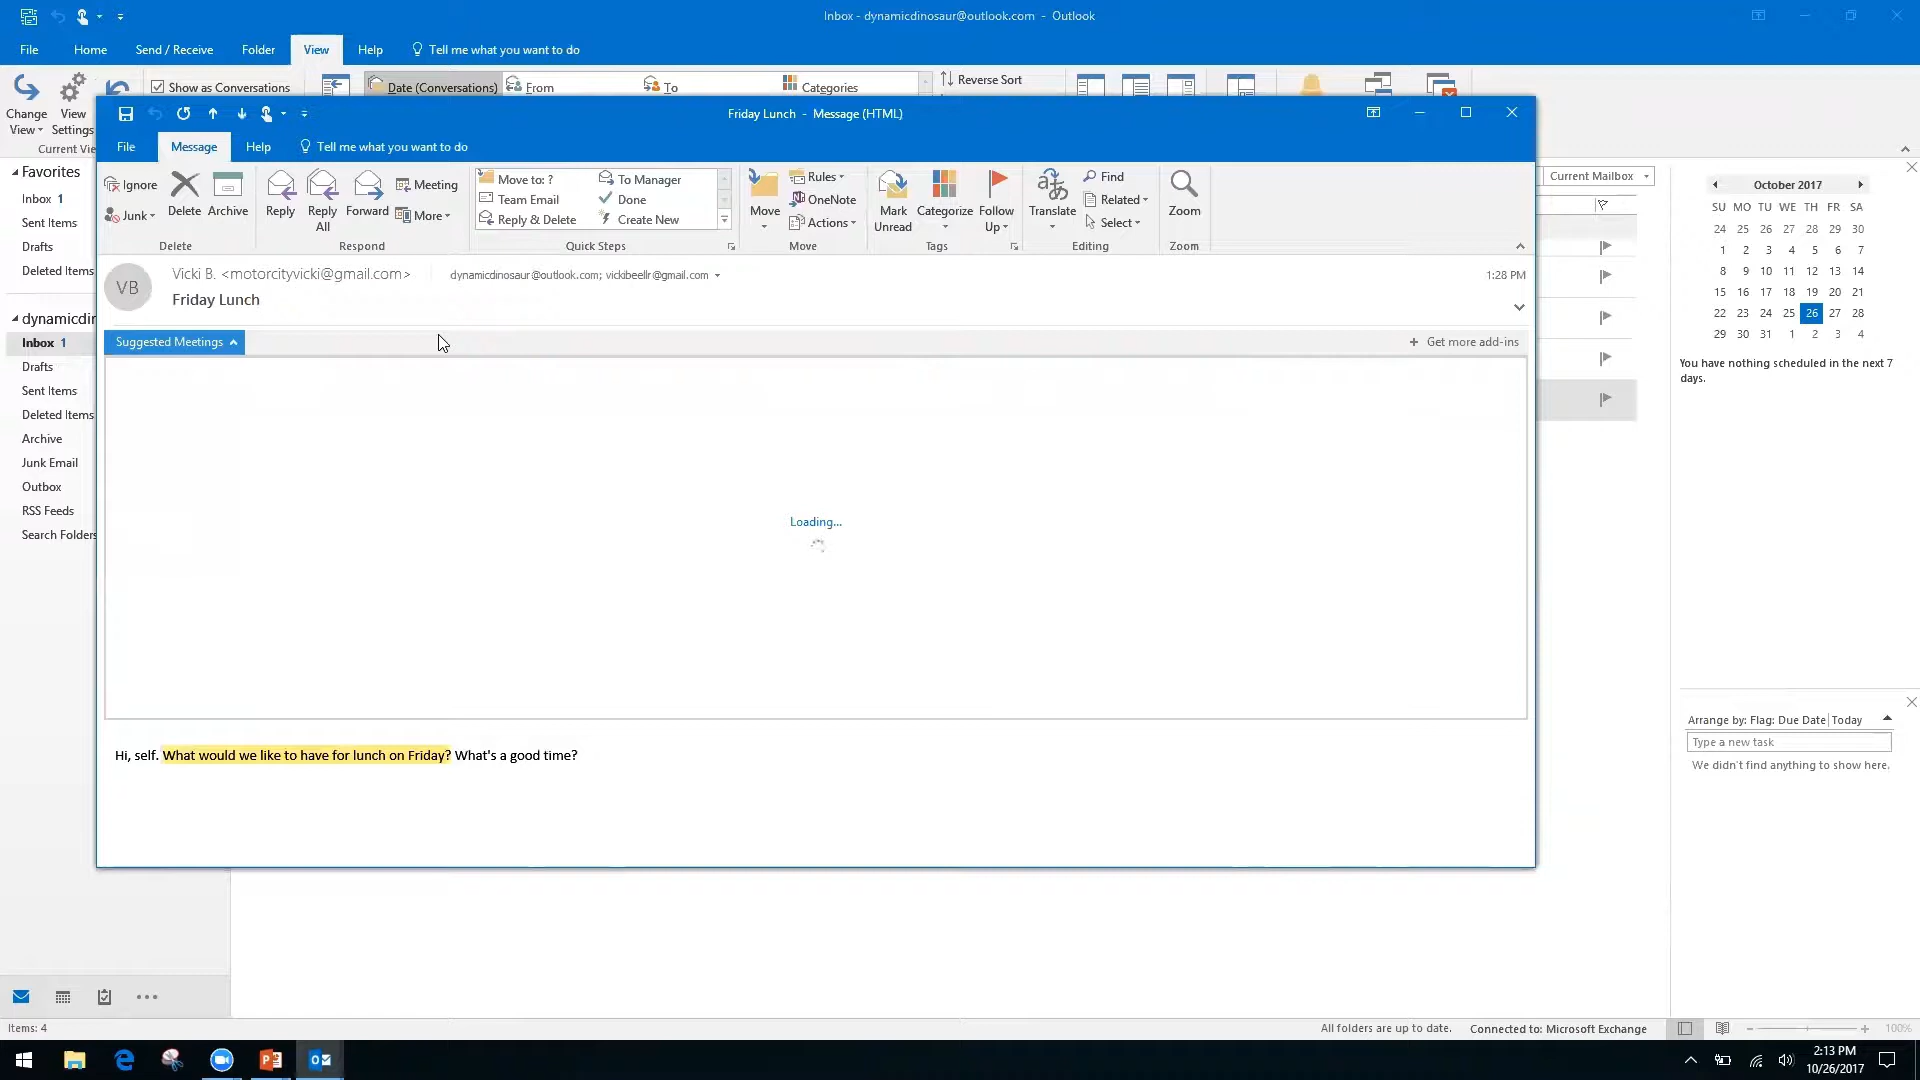 Inbox - dynamicdinosaur@outlook.com - Outlook
File Home Send / Receive Folder View Help Tell me what you want to do
Show as Conversations Date (Conversations) From To Categories Reverse Sort
Change View View Settings
Current Vie
Friday Lunch - Message (HTML)
File Message Help Tell me what you want to do
Ignore Junk Delete Archive
Delete
Reply Reply All Forward Meeting More
Respond
Move to: ? To Manager
Team Email Done
Reply & Delete Create New
Quick Steps
Move Rules OneNote Actions
Move
Mark Unread Categorize Follow Up
Tags
Translate Find Related Select
Editing
Zoom
Zoom
VB
Vicki B. <motorcityvicki@gmail.com> dynamicdinosaur@outlook.com; vickibeellr@gmail.com 1:28 PM
Friday Lunch
Suggested Meetings + Get more add-ins
Loading...
Hi, self. What would we like to have for lunch on Friday? What's a good time?
Favorites
Inbox 1
Sent Items
Drafts
Deleted Items
dynamicdin
Inbox 1
Drafts
Sent Items
Deleted Items
Archive
Junk Email
Outbox
RSS Feeds
Search Folders
Current Mailbox
October 2017
SU MO TU WE TH FR SA
24 25 26 27 28 29 30
1 2 3 4 5 6 7
8 9 10 11 12 13 14
15 16 17 18 19 20 21
22 23 24 25 26 27 28
29 30 31 1 2 3 4
You have nothing scheduled in the next 7
days.
Arrange by: Flag: Due Date Today
Type a new task
We didn't find anything to show here.
Items: 4 All folders are up to date. Connected to: Microsoft Exchange 100%
2:13 PM
10/26/2017